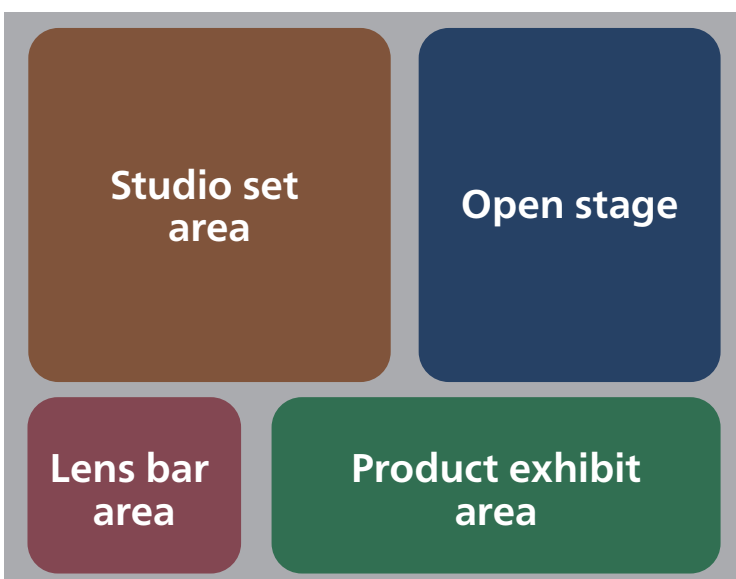 Studio set
area
Open stage
Lens bar
area
Product exhibit
area